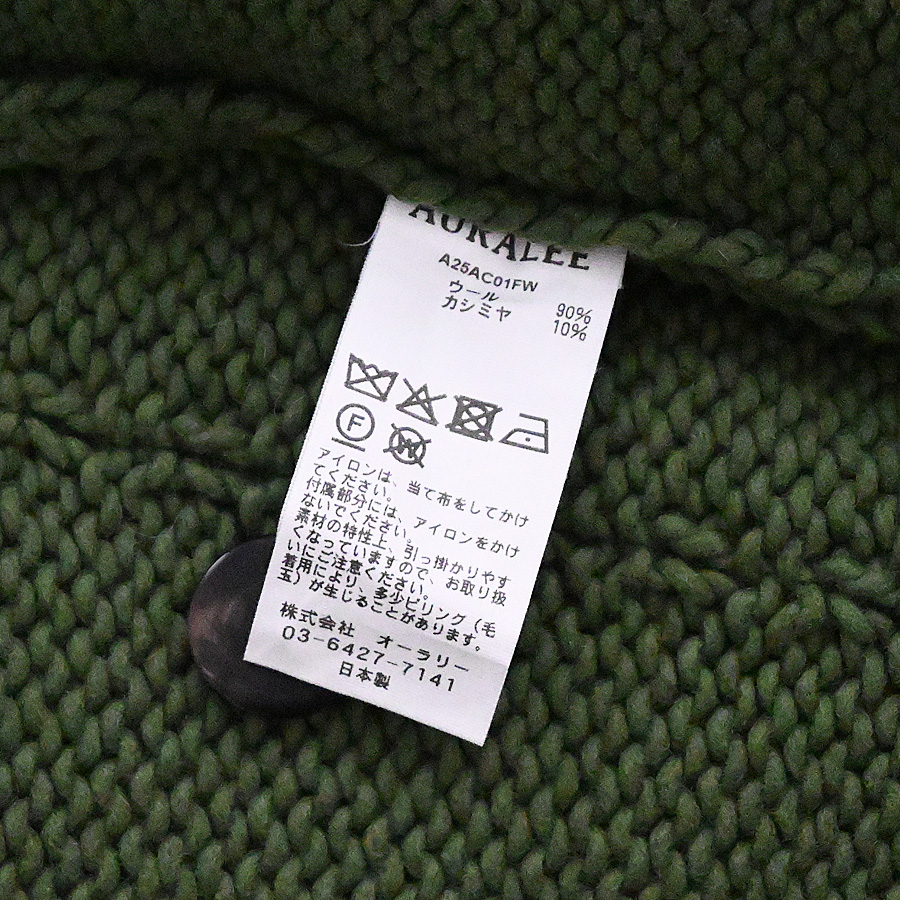 AURALEE
A25AC01FW
ウール 90%
カシミヤ 10%
F
W
アイロンは、当て布をしてかけ
てください。
付属部分には、アイロンをかけ
ないでください。
素材の特性上、引っ掛かりやす
くなっていますので、お取り扱
いにご注意ください。
着用により、多少ピリング（毛
玉）が生じることがあります。
株式会社 オーラリー
03-6427-7141
日本製